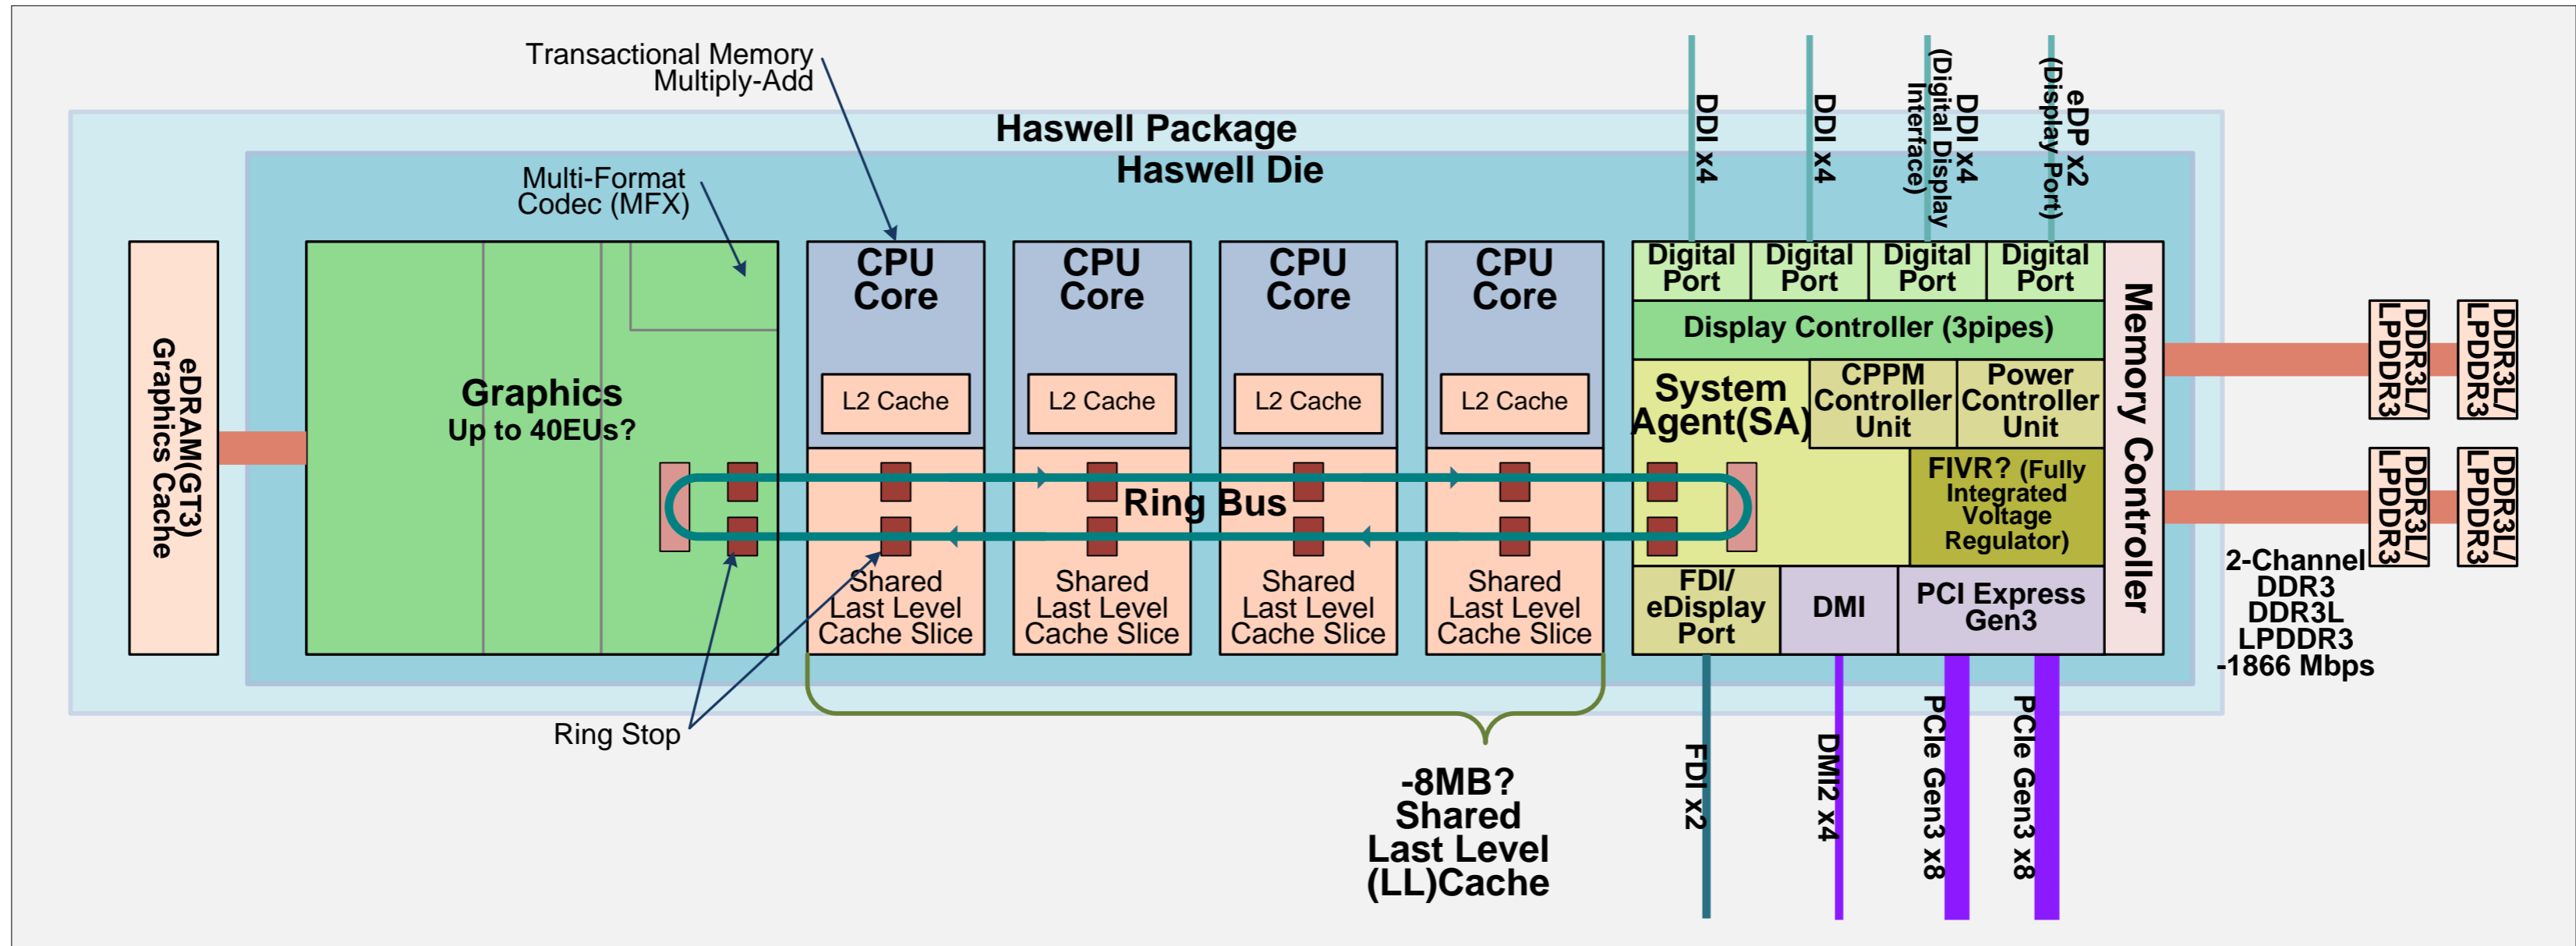 Transactional Memory
Multiply-Add
Haswell Package
Haswell Die
Multi-Format
Codec (MFX)
DDI x4
DDI x4
DDI x4
(Digital Display
Interface)
eDP x2
(Display Port)
eDRAM(GT3)
Graphics Cache
Graphics
Up to 40EUs?
CPU
Core
L2 Cache
CPU
Core
L2 Cache
CPU
Core
L2 Cache
CPU
Core
L2 Cache
Ring Bus
Shared
Last Level
Cache Slice
Shared
Last Level
Cache Slice
Shared
Last Level
Cache Slice
Shared
Last Level
Cache Slice
Digital
Port
Digital
Port
Digital
Port
Digital
Port
Display Controller (3pipes)
System
Agent(SA)
CPPM
Controller
Unit
Power
Controller
Unit
FIVR? (Fully
Integrated
Voltage
Regulator)
FDI/
eDisplay
Port
DMI
PCI Express
Gen3
Memory Controller
DDR3L/
LPDDR3
DDR3L/
LPDDR3
DDR3L/
LPDDR3
DDR3L/
LPDDR3
2-Channel
DDR3
DDR3L
LPDDR3
-1866 Mbps
Ring Stop
-8MB?
Shared
Last Level
(LL)Cache
FDI x2
DMI2 x4
PCIe Gen3 x8
PCIe Gen3 x8